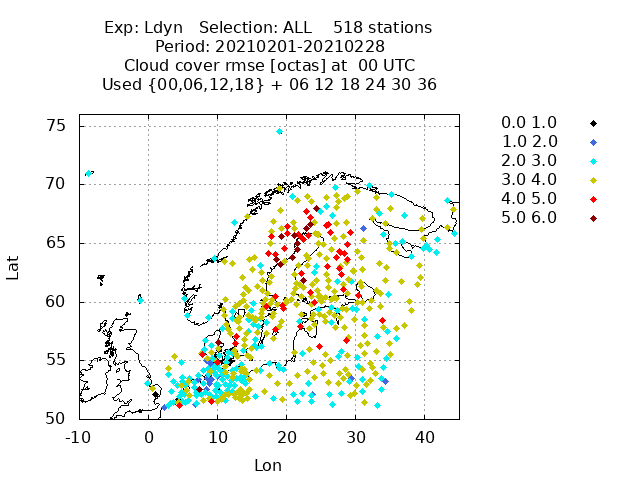 Exp: Ldyn   Selection: ALL    518 stations
Period: 20210201-20210228
Cloud cover rmse [octas] at  00 UTC
Used {00,06,12,18} + 06 12 18 24 30 36
0.0 1.0
1.0 2.0
2.0 3.0
3.0 4.0
4.0 5.0
5.0 6.0
75
70
65
60
55
50
Lat
-10 0 10 20 30 40
Lon